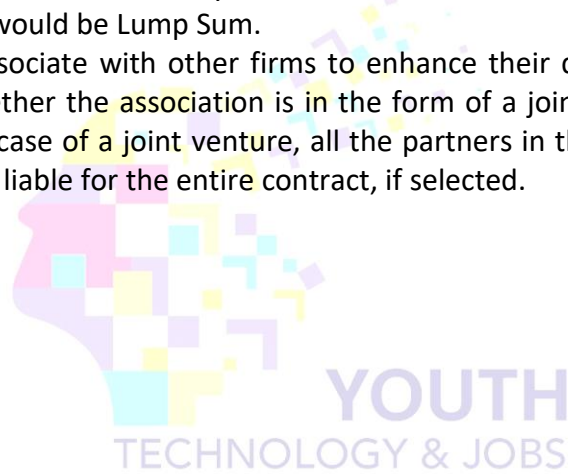 would be Lump Sum.
sociate with other firms to enhance their
ether the association is in the form of a join
case of a joint venture, all the partners in th
liable for the entire contract, if selected.
YOUTH
TECHNOLOGY & JOBS